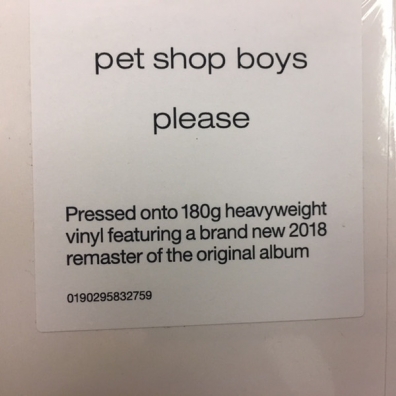 pet shop boys
please
Pressed onto 180g heavyweight
vinyl featuring a brand new 2018
remaster of the original album
0190295832759